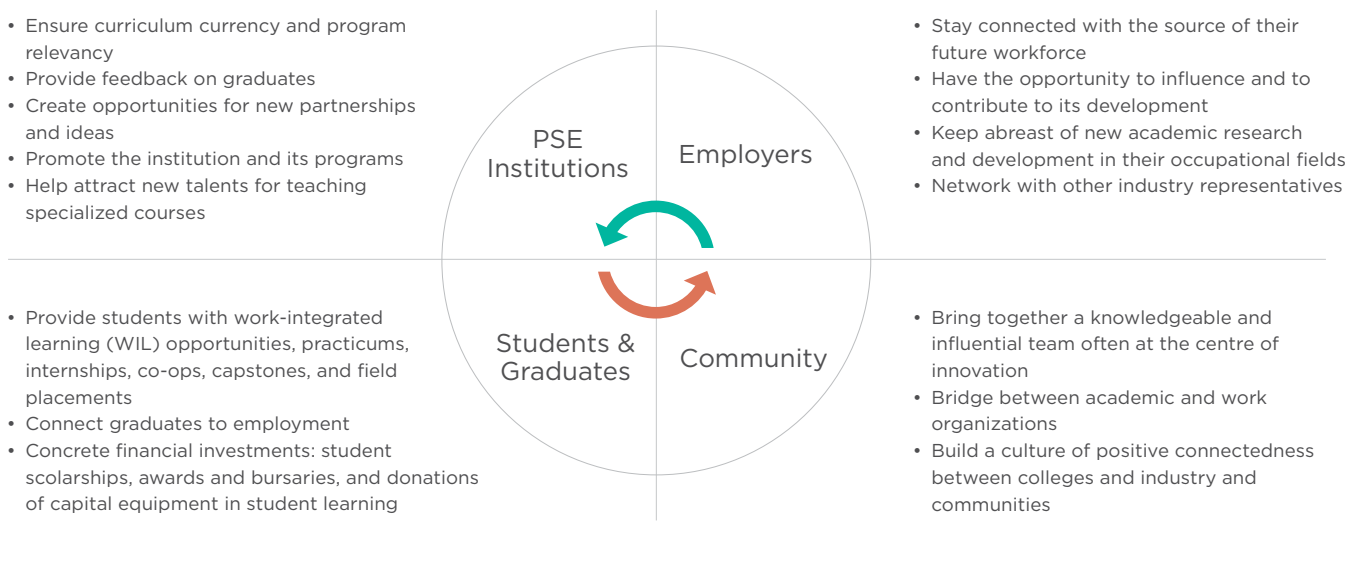 • Ensure curriculum currency and program
relevancy
• Provide feedback on graduates
• Create opportunities for new partnerships
and ideas
• Promote the institution and its programs
• Help attract new talents for teaching
specialized courses
PSE
Institutions
Employers
• Stay connected with the source of their
future workforce
• Have the opportunity to influence and to
contribute to its development
• Keep abreast of new academic research
and development in their occupational fields
• Network with other industry representatives
• Provide students with work-integrated
learning (WIL) opportunities, practicums,
internships, co-ops, capstones, and field
placements
• Connect graduates to employment
• Concrete financial investments: student
scolarships, awards and bursaries, and donations
of capital equipment in student learning
Students &
Graduates
Community
• Bring together a knowledgeable and
influential team often at the centre of
innovation
• Bridge between academic and work
organizations
• Build a culture of positive connectedness
between colleges and industry and
communities